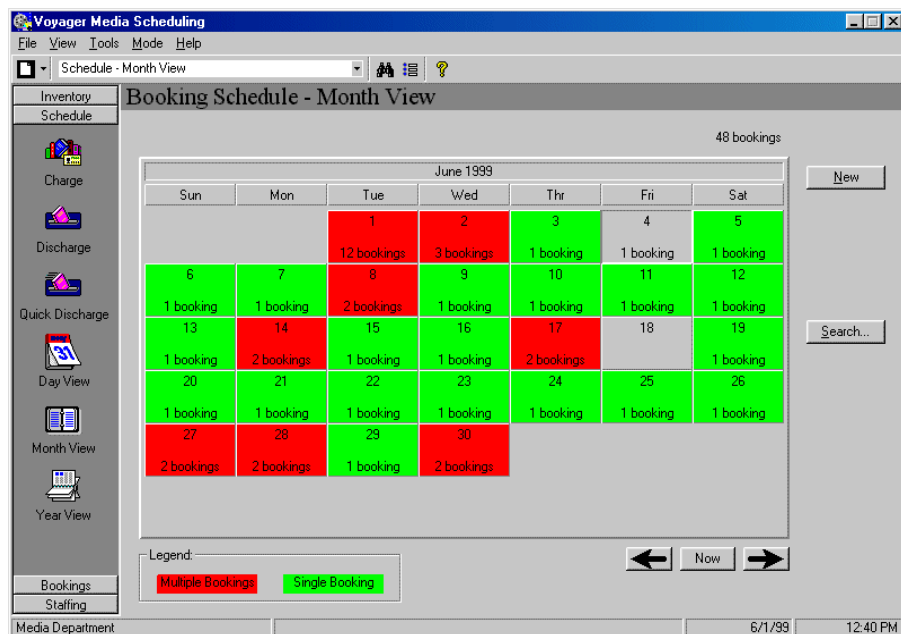 Voyager Media Scheduling
File View Tools Mode Help
Schedule - Month View
Inventory
Schedule
Charge
Discharge
Quick Discharge
31
Day View
Month View
Year View
Bookings
Staffing
Booking Schedule - Month View
48 bookings
June 1999
Sun Mon Tue Wed Thr Fri Sat
1 2 3 4 5
12 bookings 3 bookings 1 booking 1 booking 1 booking
6 7 8 9 10 11 12
1 booking 1 booking 2 bookings 1 booking 1 booking 1 booking 1 booking
13 14 15 16 17 18 19
1 booking 2 bookings 1 booking 1 booking 2 bookings 1 booking
20 21 22 23 24 25 26
1 booking 1 booking 1 booking 1 booking 1 booking 1 booking 1 booking
27 28 29 30
2 bookings 2 bookings 1 booking 2 bookings
New
Search...
Legend:
Multiple Bookings Single Booking
Now
Media Department 6/1/99 12:40 PM